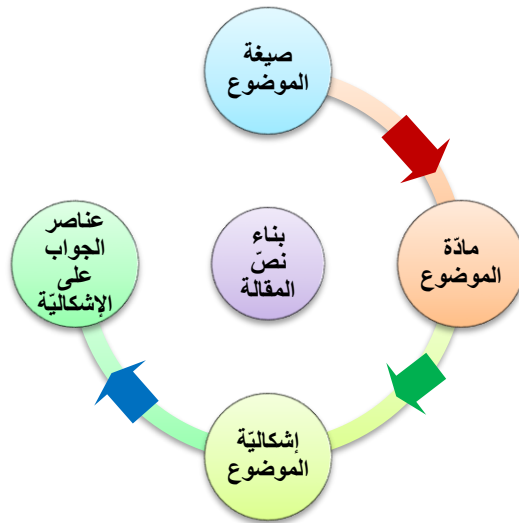 صيغة
الموضوع
مادّة
الموضوع
إشكاليّة
الموضوع
عناصر
الجواب
على
الإشكاليّة
بناء
نصّ
المقالة